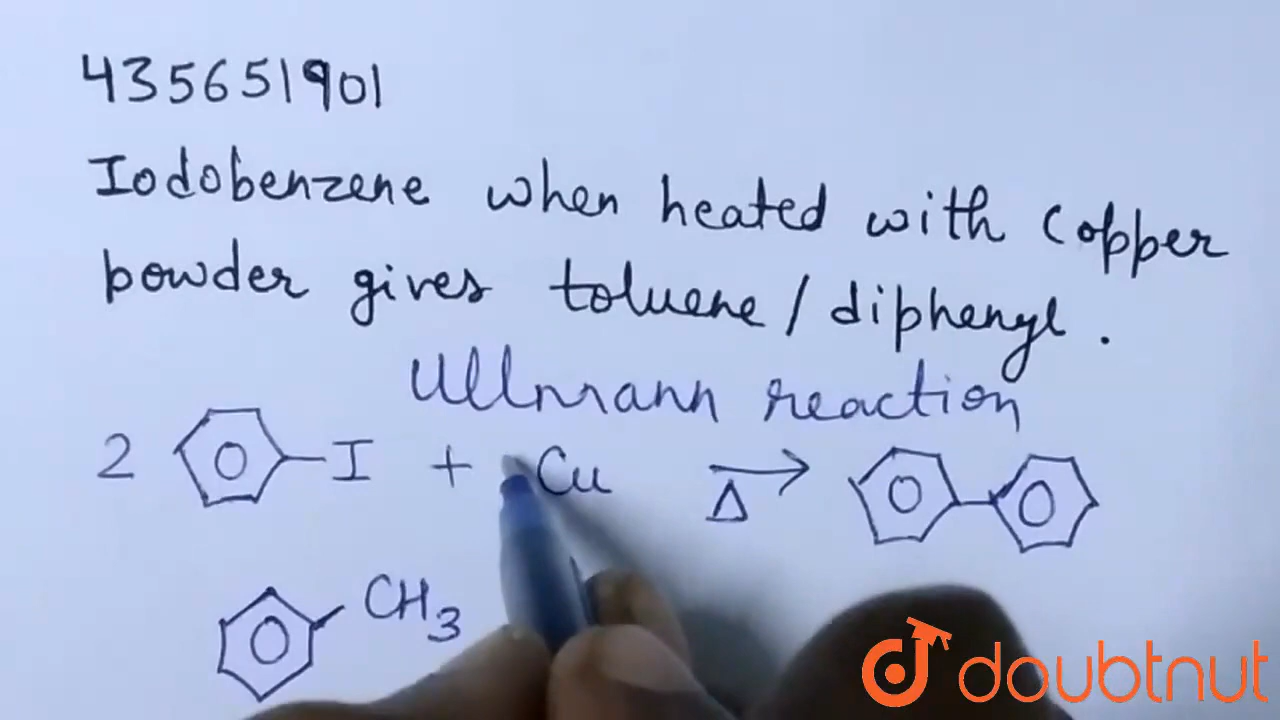 435651901
Iodobenzene when heated with Copper
powder gives toluene/diphenyl.
Ullmann reaction
2 I + Cu Δ
CH3
doubtnut